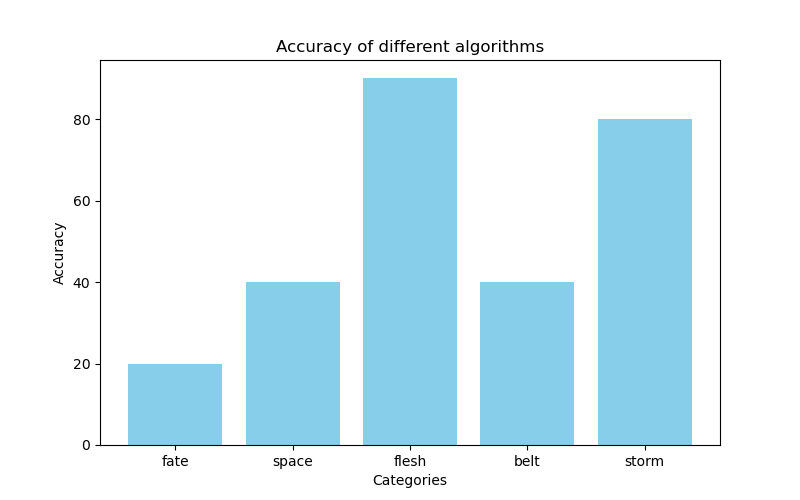 Accuracy of different algorithms
Accuracy
80
60
40
20
0
fate space flesh belt storm
Categories